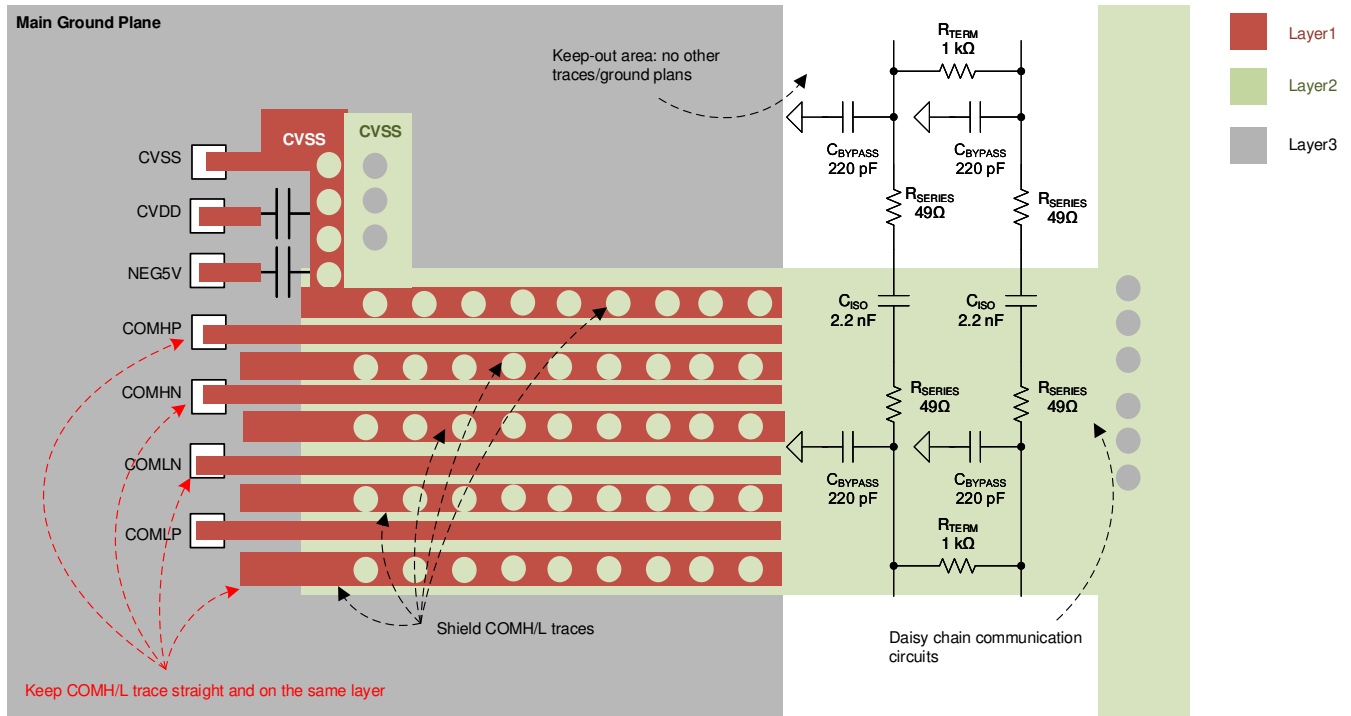 Main Ground Plane
Keep-out area: no other
traces/ground plans
RTERM
1 kΩ
Layer1
Layer2
Layer3
CVSS
CVSS
CVSS
CVDD
NEG5V
COMHP
COMHN
COMLN
COMLP
CBYPASS
220 pF
CBYPASS
220 pF
RSERIES
49Ω
RSERIES
49Ω
CISO
2.2 nF
CISO
2.2 nF
RSERIES
49Ω
RSERIES
49Ω
CBYPASS
220 pF
CBYPASS
220 pF
RTERM
1 kΩ
Shield COMH/L traces
Daisy chain communication
circuits
Keep COMH/L trace straight and on the same layer